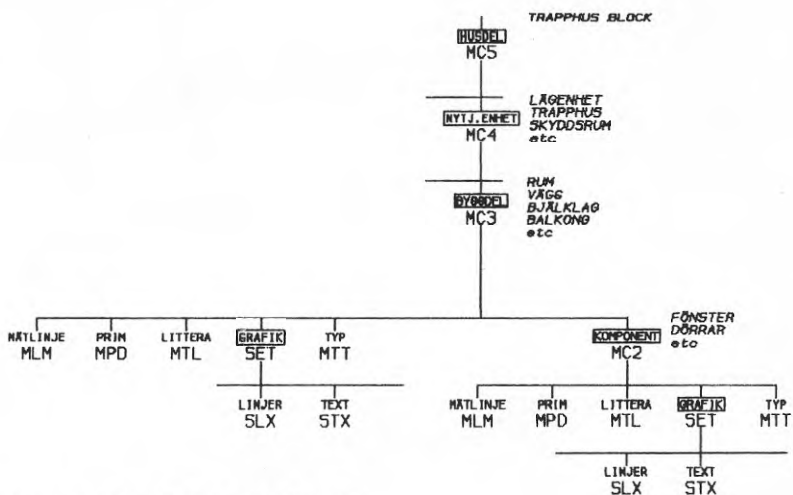 TRAPPHUS BLOCK
HUSDEL
MC5
LÄGENHET
TRAPPHUS
SKYDDSRUM
etc
NYTJ.ENHET
MC4
RUM
VÄGG
BJÄLKLAG
BALKONG
etc
BYGGDEL
MC3
FÖNSTER
DÖRRAR
etc
MÄTLINJE PRIM LITTERA GRAFIK TYP KOMPONENT
MLM MPD MTL SET MTT MC2
LINJER TEXT
SLX STX
MÄTLINJE PRIM LITTERA GRAFIK TYP
MLM MPD MTL SET MTT
LINJER TEXT
SLX STX